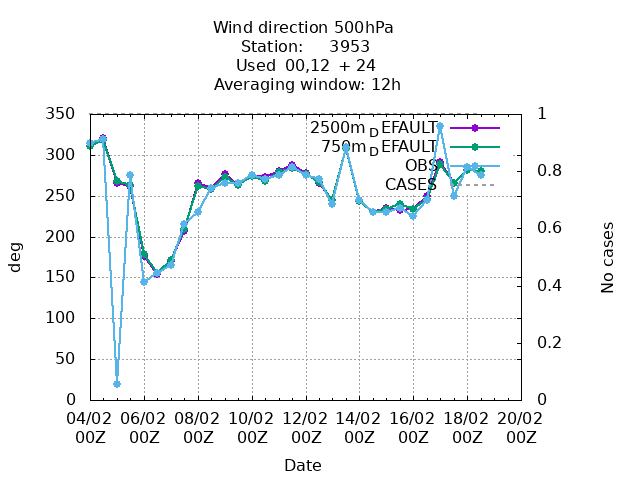 Wind direction 500hPa
Station: 3953
Used 00,12 + 24
Averaging window: 12h
350
300
250
200
150
100
50
0
deg
1
0.8
0.6
0.4
0.2
0
No cases
2500m_DEFAULT
750m_DEFAULT
OBS
CASES
04/02 06/02 08/02 10/02 12/02 14/02 16/02 18/02 20/02
00Z 00Z 00Z 00Z 00Z 00Z 00Z 00Z 00Z
Date